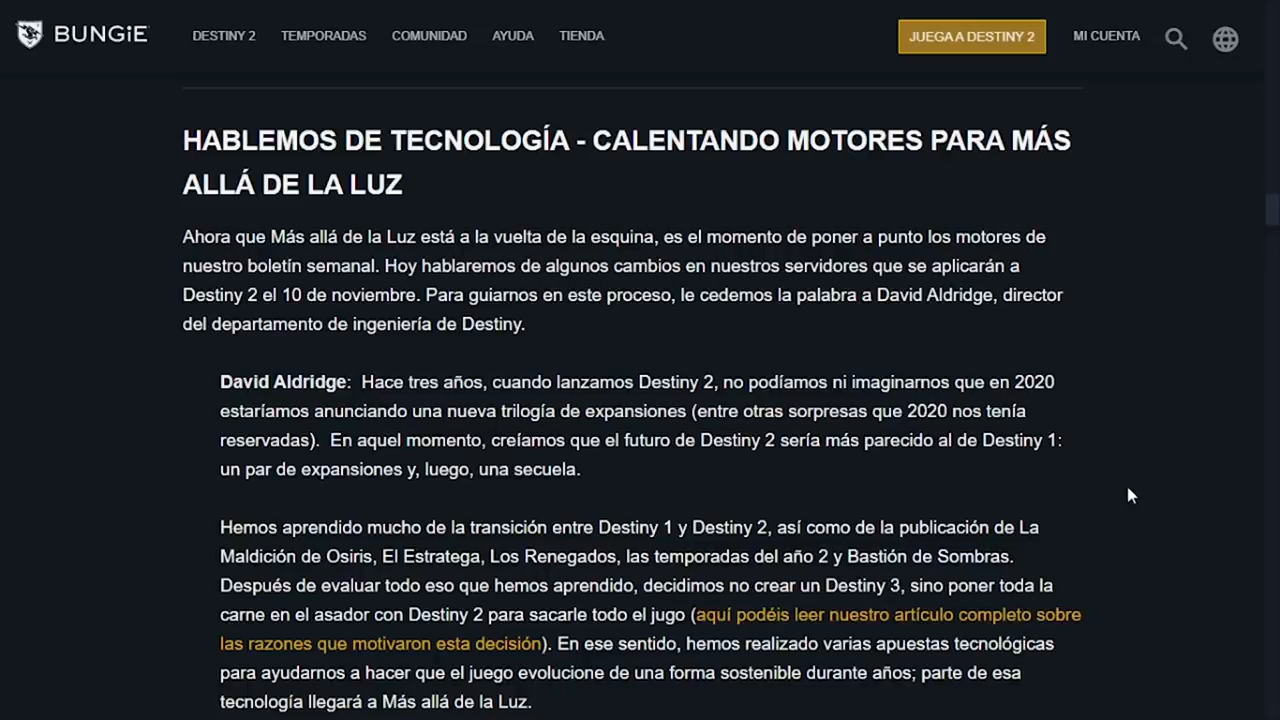 BUNGiE
DESTINY 2 TEMPORADAS COMUNIDAD AYUDA TIENDA JUEGA A DESTINY 2 MI CUENTA
HABLEMOS DE TECNOLOGÍA - CALENTANDO MOTORES PARA MÁS
ALLÁ DE LA LUZ
Ahora que Más allá de la Luz está a la vuelta de la esquina, es el momento de poner a punto los motores de
nuestro boletín semanal. Hoy hablaremos de algunos cambios en nuestros servidores que se aplicarán a
Destiny 2 el 10 de noviembre. Para guiarnos en este proceso, le cedemos la palabra a David Aldridge, director
del departamento de ingeniería de Destiny.
David Aldridge: Hace tres años, cuando lanzamos Destiny 2, no podíamos ni imaginarnos que en 2020
estaríamos anunciando una nueva trilogía de expansiones (entre otras sorpresas que 2020 nos tenía
reservadas). En aquel momento, creíamos que el futuro de Destiny 2 sería más parecido al de Destiny 1:
un par de expansiones y, luego, una secuela.
Hemos aprendido mucho de la transición entre Destiny 1 y Destiny 2, así como de la publicación de La
Maldición de Osiris, El Estratega, Los Renegados, las temporadas del año 2 y Bastión de Sombras.
Después de evaluar todo eso que hemos aprendido, decidimos no crear un Destiny 3, sino poner toda la
carne en el asador con Destiny 2 para sacarle todo el jugo (aquí podéis leer nuestro artículo completo sobre
las razones que motivaron esta decisión). En ese sentido, hemos realizado varias apuestas tecnológicas
para ayudarnos a hacer que el juego evolucione de una forma sostenible durante años; parte de esa
tecnología llegará a Más allá de la Luz.